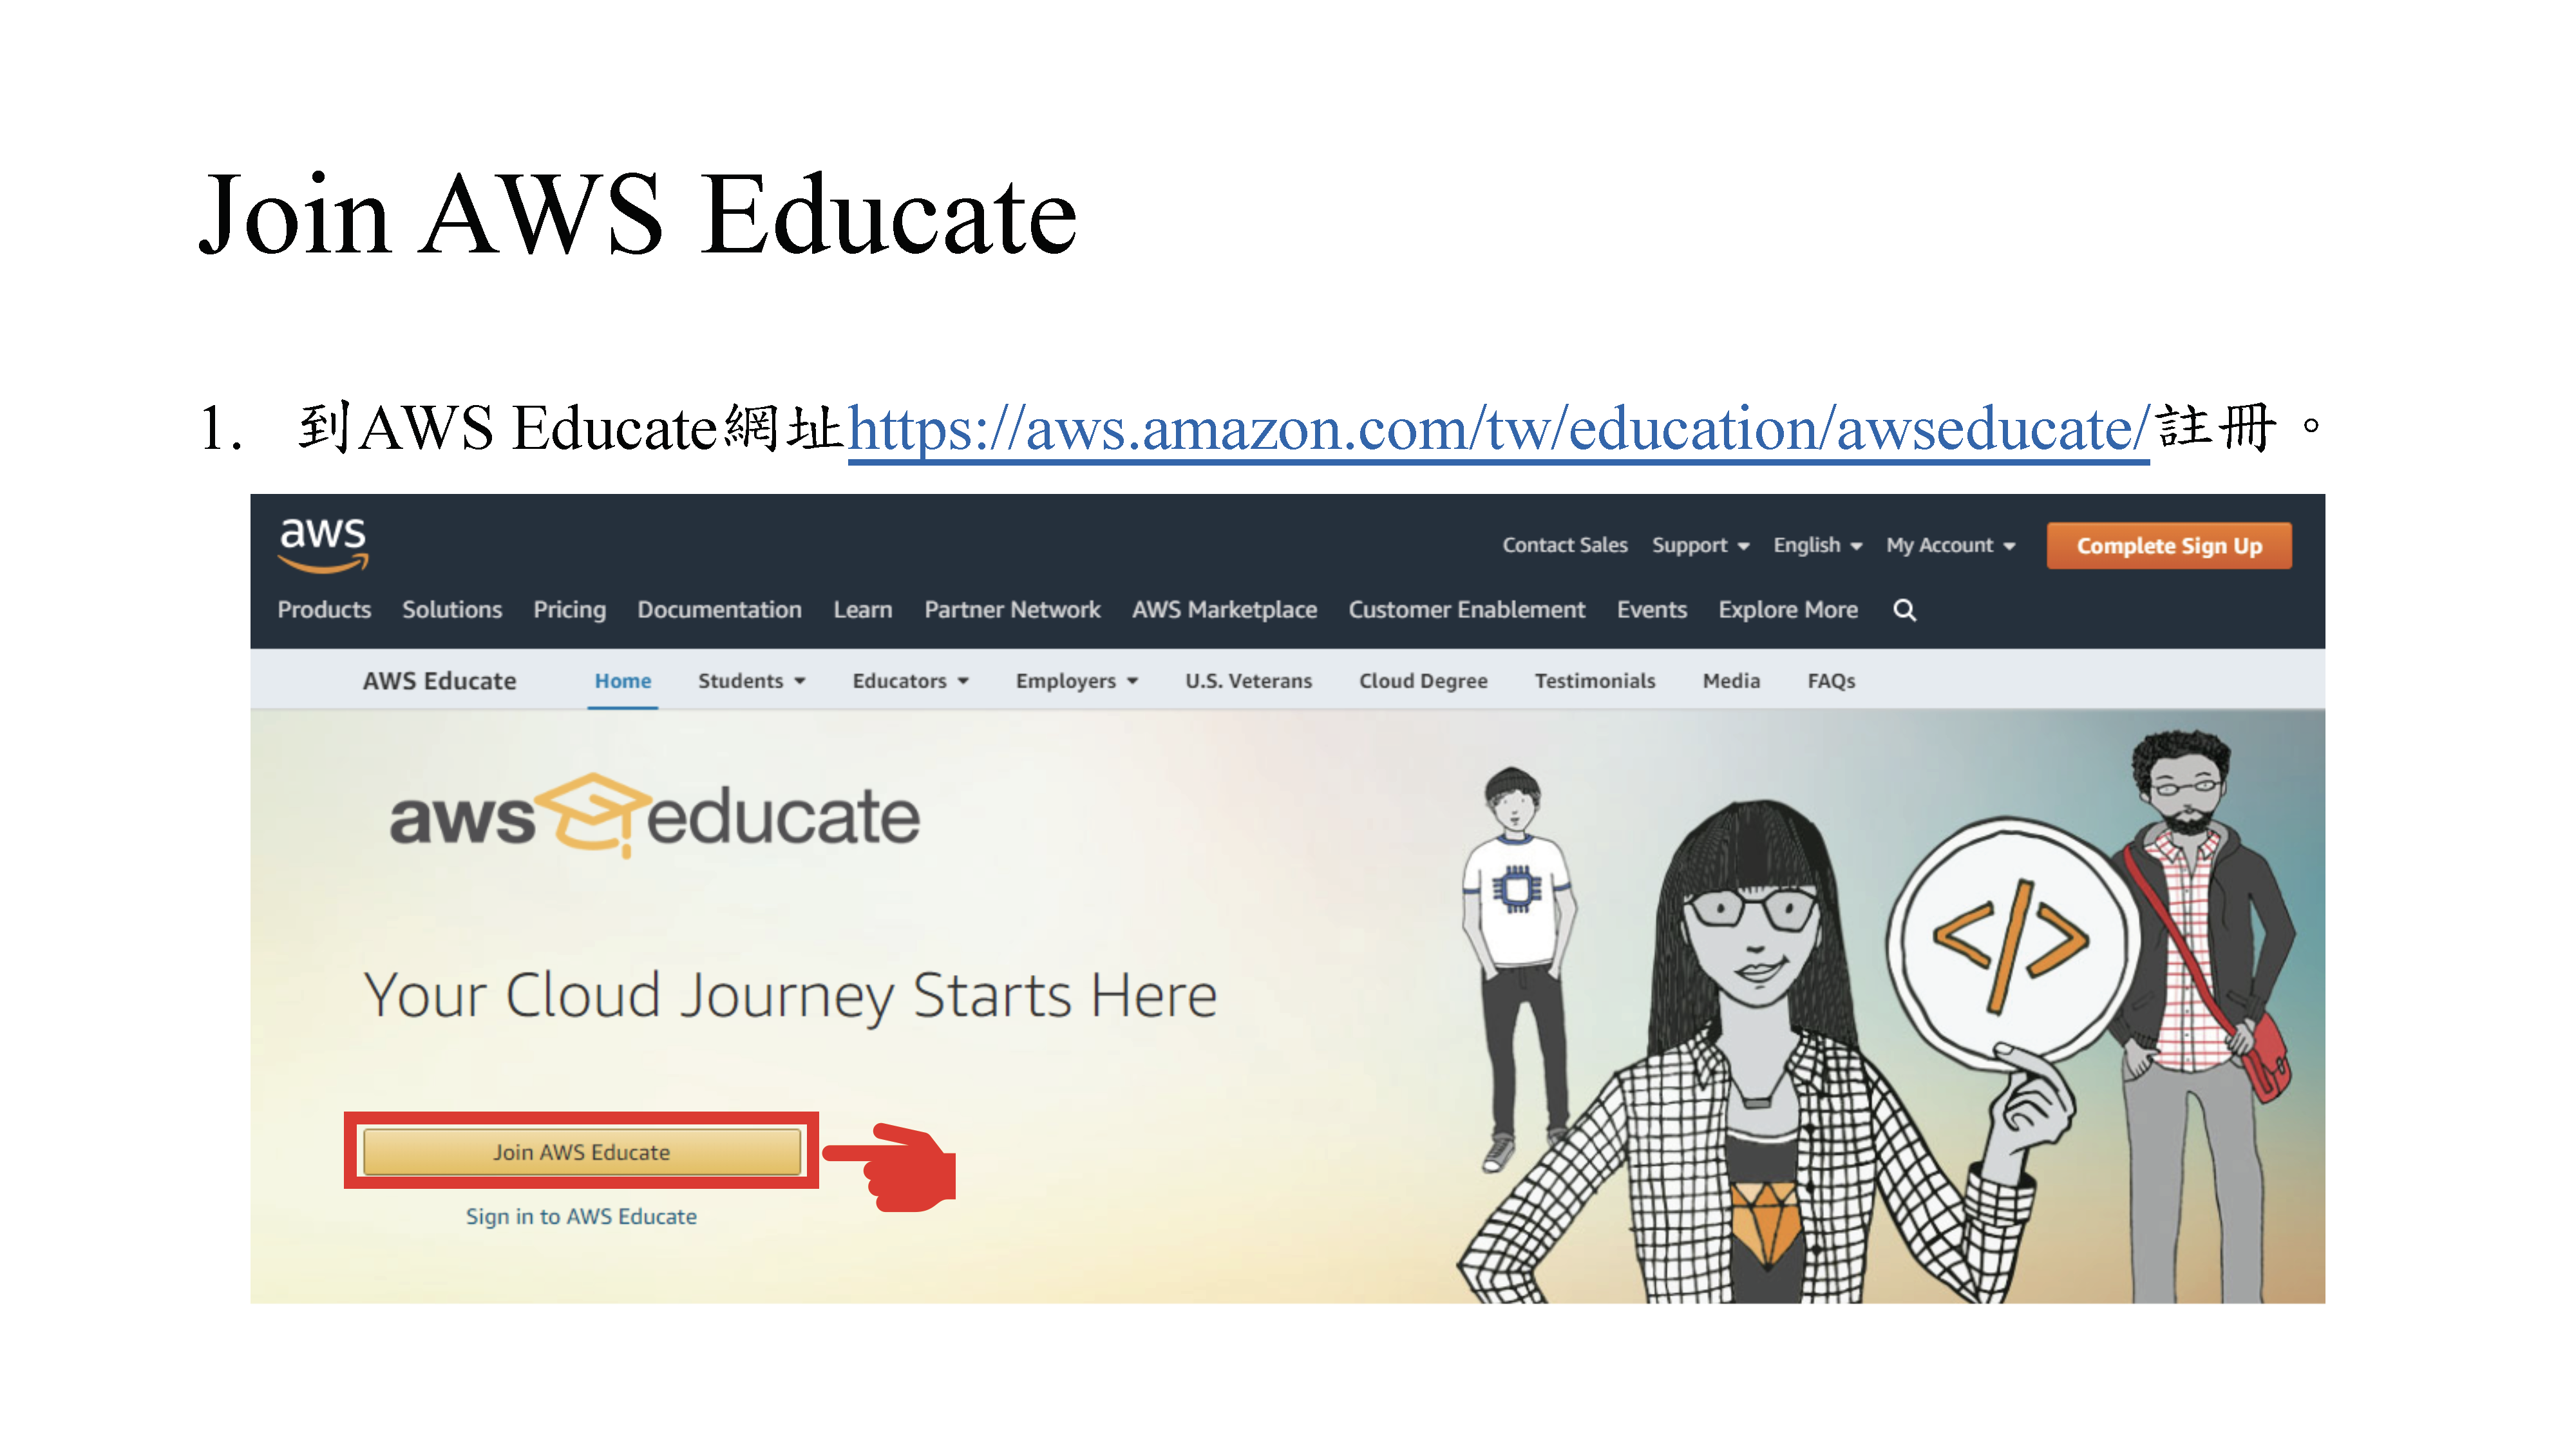 Join AWS Educate
1. 到AWS Educate網址https://aws.amazon.com/tw/education/awseducate/註冊。
aws
Contact Sales Support English My Account Complete Sign Up
Products Solutions Pricing Documentation Learn Partner Network AWS Marketplace Customer Enablement Events Explore More
AWS Educate Home Students Educators Employers U.S. Veterans Cloud Degree Testimonials Media FAQs
aws educate
</>
Your Cloud Journey Starts Here
Join AWS Educate
Sign in to AWS Educate